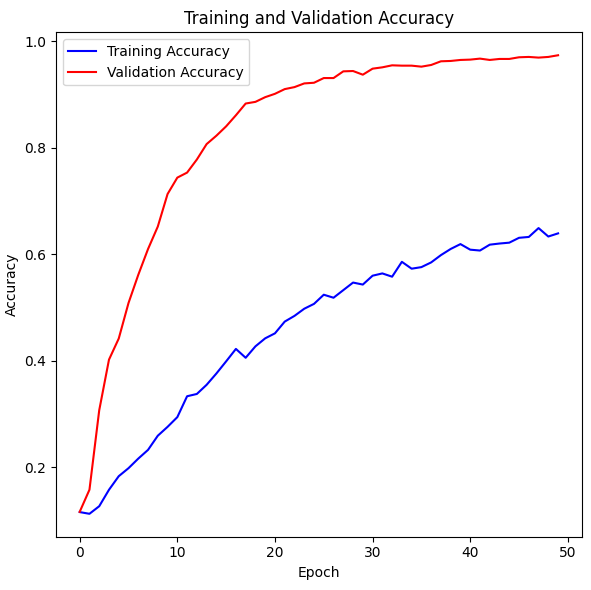 Training and Validation Accuracy
Training Accuracy
Validation Accuracy
1.0
0.8
0.6
0.4
0.2
Accuracy
0
10
20
30
40
50
Epoch